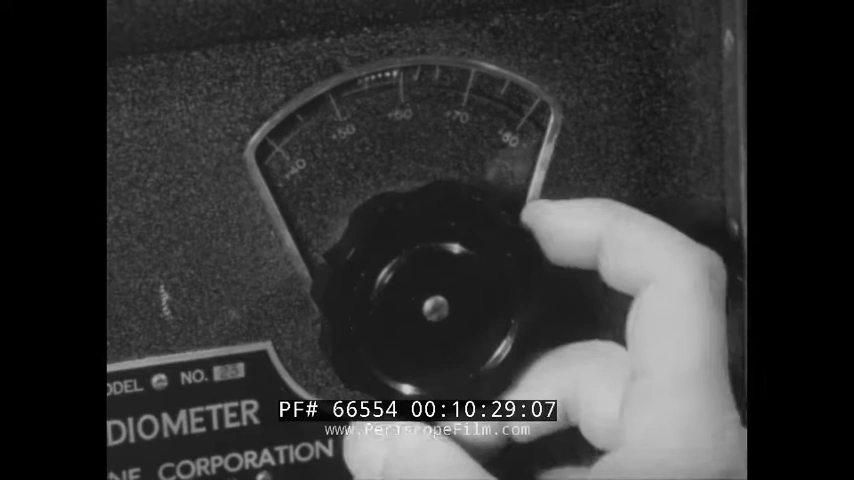 +40 +50 +60 +70 +80
ODEL NO. 23
DIOMETER
NE CORPORATION
PF# 66554 00:10:29:07
www.PeriscopeFilm.com